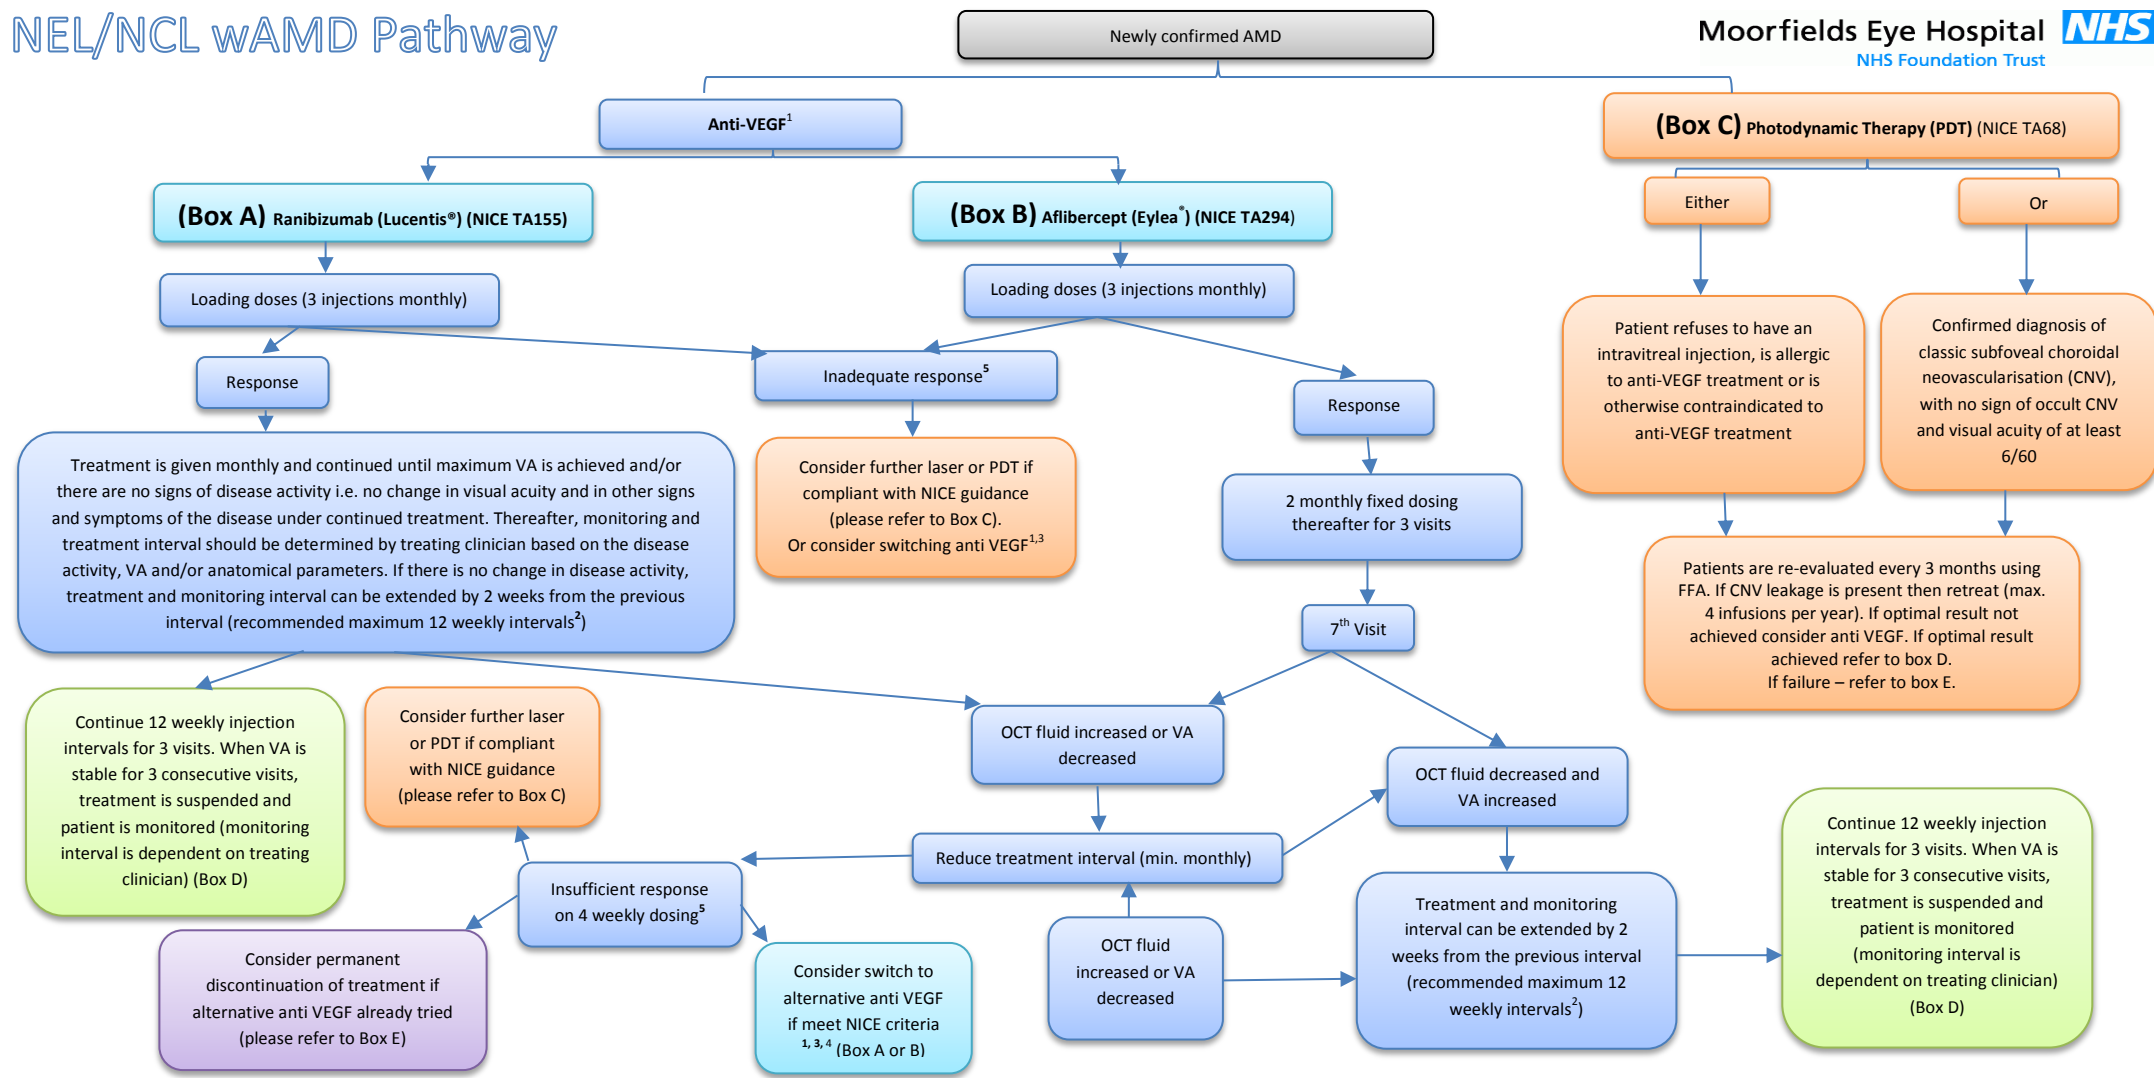 NEL/NCL wAMD Pathway
Newly confirmed AMD
Moorfields Eye Hospital NHS
NHS Foundation Trust
Anti-VEGF1
(Box C) Photodynamic Therapy (PDT) (NICE TA68)
(Box A) Ranibizumab (Lucentis®) (NICE TA155)
(Box B) Aflibercept (Eylea®) (NICE TA294)
Either
Or
Loading doses (3 injections monthly)
Loading doses (3 injections monthly)
Patient refuses to have an
intravitreal injection, is allergic
to anti-VEGF treatment or is
otherwise contraindicated to
anti-VEGF treatment
Confirmed diagnosis of
classic subfoveal choroidal
neovascularisation (CNV),
with no sign of occult CNV
and visual acuity of at least
6/60
Response
Inadequate response5
Response
Treatment is given monthly and continued until maximum VA is achieved and/or
there are no signs of disease activity i.e. no change in visual acuity and in other signs
and symptoms of the disease under continued treatment. Thereafter, monitoring and
treatment interval should be determined by treating clinician based on the disease
activity, VA and/or anatomical parameters. If there is no change in disease activity,
treatment and monitoring interval can be extended by 2 weeks from the previous
interval (recommended maximum 12 weekly intervals2)
Consider further laser or PDT if
compliant with NICE guidance
(please refer to Box C).
Or consider switching anti VEGF1,3
2 monthly fixed dosing
thereafter for 3 visits
7th Visit
Patients are re-evaluated every 3 months using
FFA. If CNV leakage is present then retreat (max.
4 infusions per year). If optimal result not
achieved consider anti VEGF. If optimal result
achieved refer to box D.
If failure – refer to box E.
Continue 12 weekly injection
intervals for 3 visits. When VA is
stable for 3 consecutive visits,
treatment is suspended and
patient is monitored (monitoring
interval is dependent on treating
clinician) (Box D)
Consider further laser
or PDT if compliant
with NICE guidance
(please refer to Box C)
OCT fluid increased or VA
decreased
OCT fluid decreased and
VA increased
Reduce treatment interval (min. monthly)
Insufficient response
on 4 weekly dosing5
Consider permanent
discontinuation of treatment if
alternative anti VEGF already tried
(please refer to Box E)
Consider switch to
alternative anti VEGF
if meet NICE criteria
1, 3, 4 (Box A or B)
OCT fluid
increased or VA
decreased
Treatment and monitoring
interval can be extended by 2
weeks from the previous interval
(recommended maximum 12
weekly intervals2)
Continue 12 weekly injection
intervals for 3 visits. When VA is
stable for 3 consecutive visits,
treatment is suspended and
patient is monitored
(monitoring interval is
dependent on treating clinician)
(Box D)